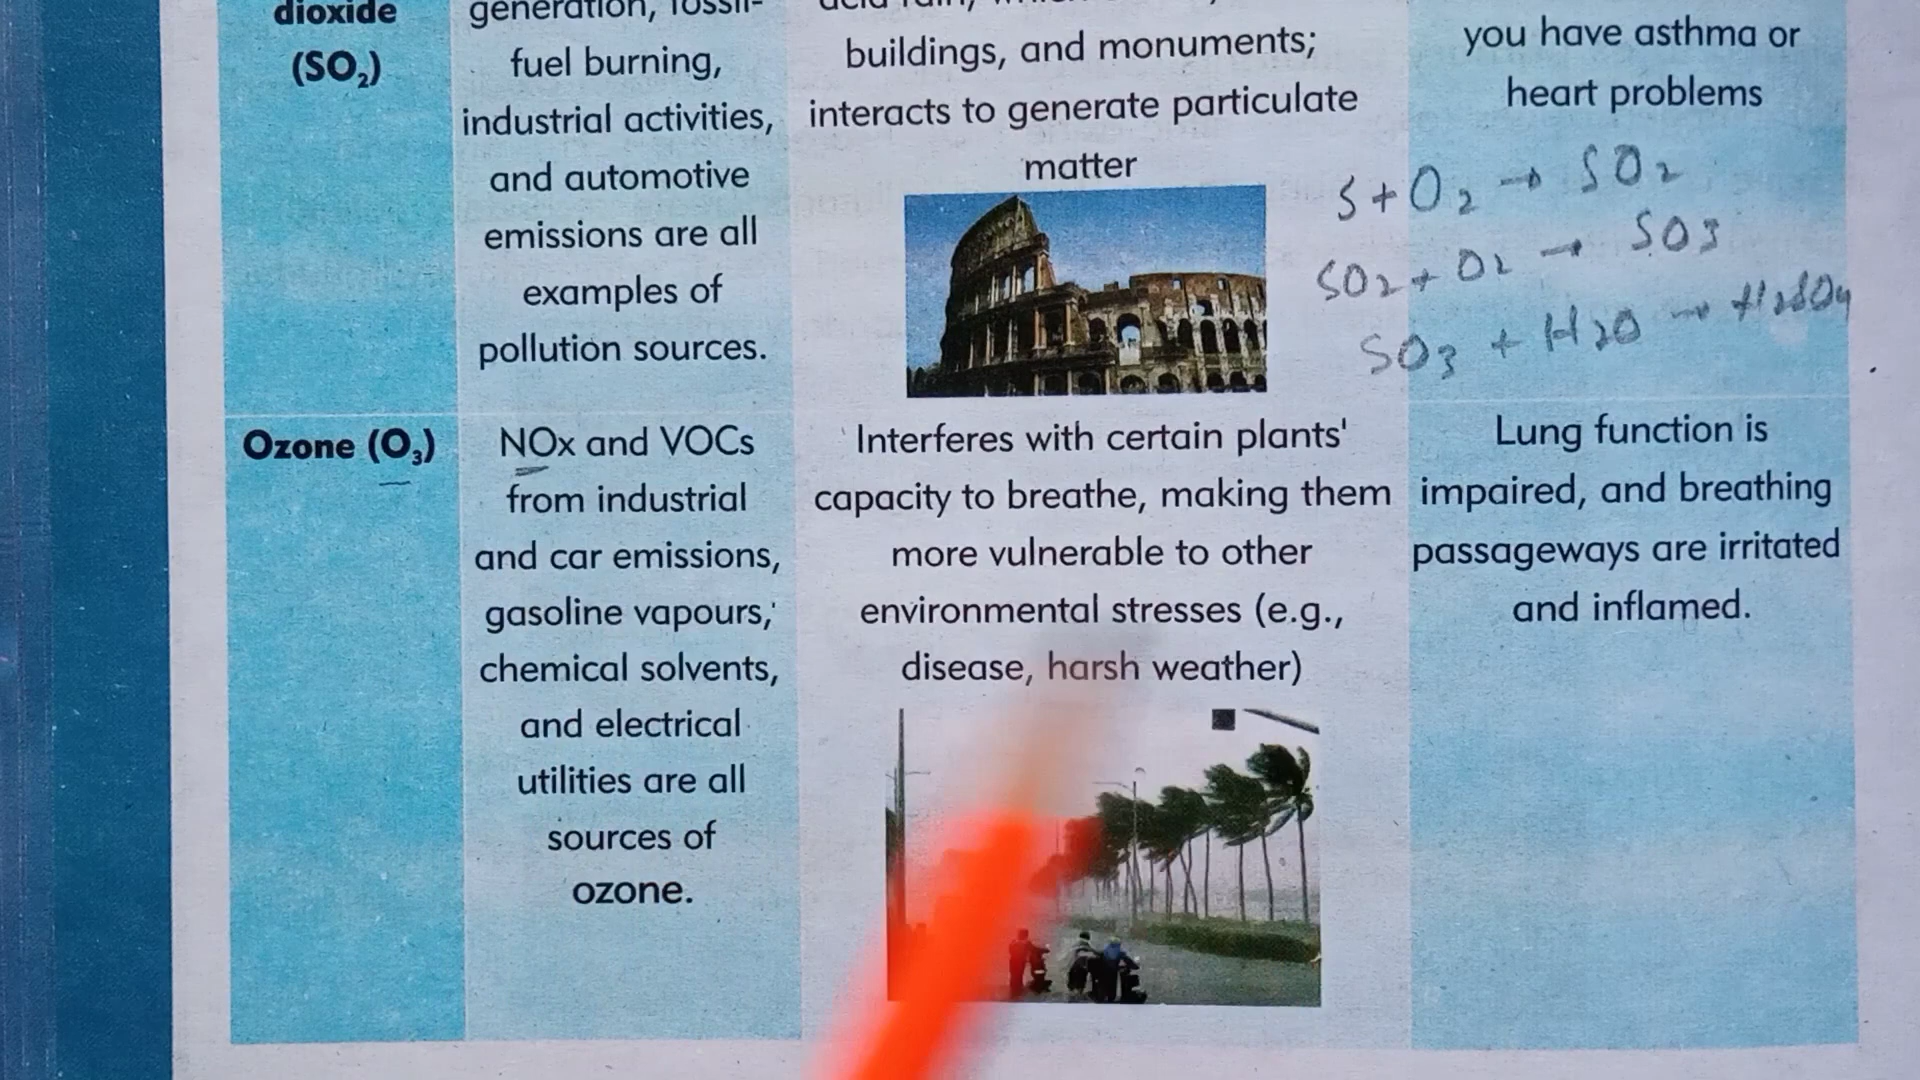 dioxide
(SO₂)
generation, fossil-
fuel burning,
industrial activities,
and automotive
emissions are all
examples of
pollution sources.
buildings, and monuments;
interacts to generate particulate
matter
you have asthma or
heart problems
S + O₂ → SO₂
SO₂ + O₂ → SO₃
SO₃ + H₂O → H₂SO₄
Ozone (O₃)
NOx and VOCs
from industrial
and car emissions,
gasoline vapours,
chemical solvents,
and electrical
utilities are all
sources of
ozone.
Interferes with certain plants'
capacity to breathe, making them
more vulnerable to other
environmental stresses (e.g.,
disease, harsh weather)
Lung function is
impaired, and breathing
passageways are irritated
and inflamed.